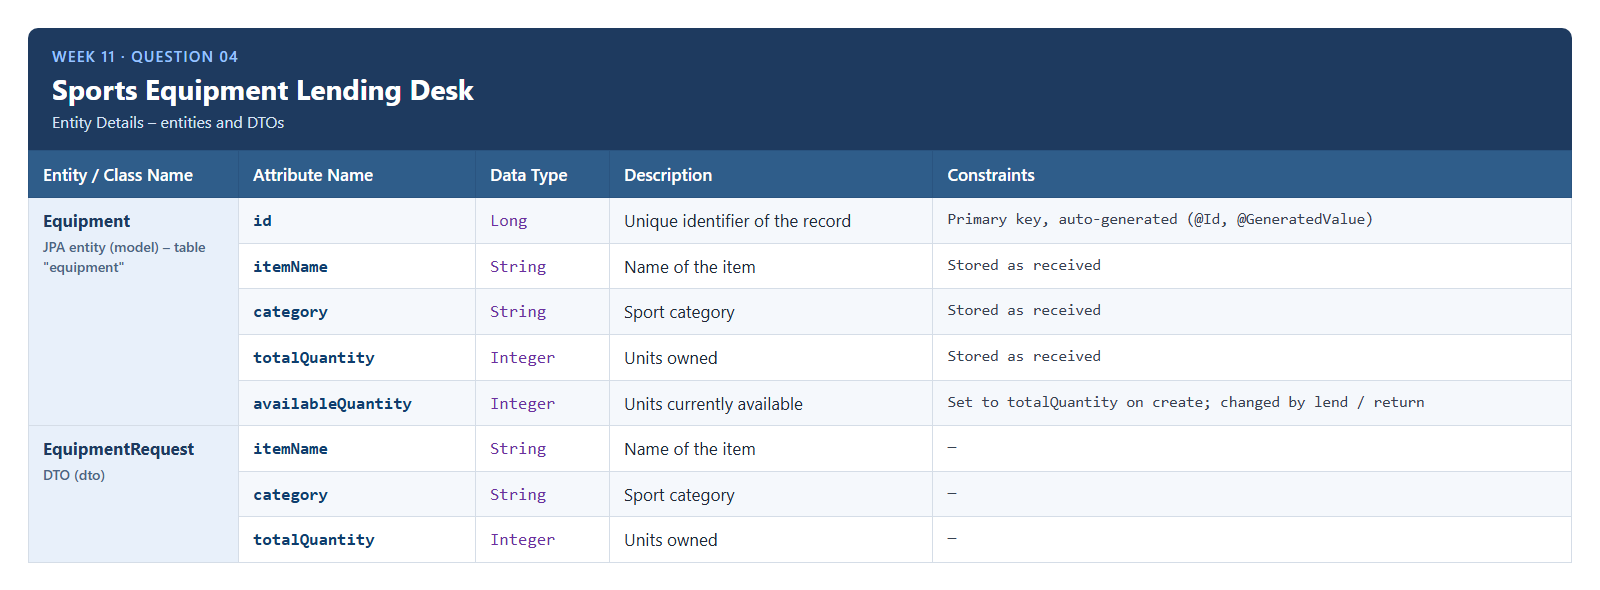 WEEK 11 · QUESTION 04
Sports Equipment Lending Desk
Entity Details – entities and DTOs
Entity / Class Name Attribute Name Data Type Description Constraints
Equipment id Long Unique identifier of the record Primary key, auto-generated (@Id, @GeneratedValue)
JPA entity (model) – table
"equipment"
itemName String Name of the item Stored as received
category String Sport category Stored as received
totalQuantity Integer Units owned Stored as received
availableQuantity Integer Units currently available Set to totalQuantity on create; changed by lend / return
EquipmentRequest itemName String Name of the item –
DTO (dto)
category String Sport category –
totalQuantity Integer Units owned –